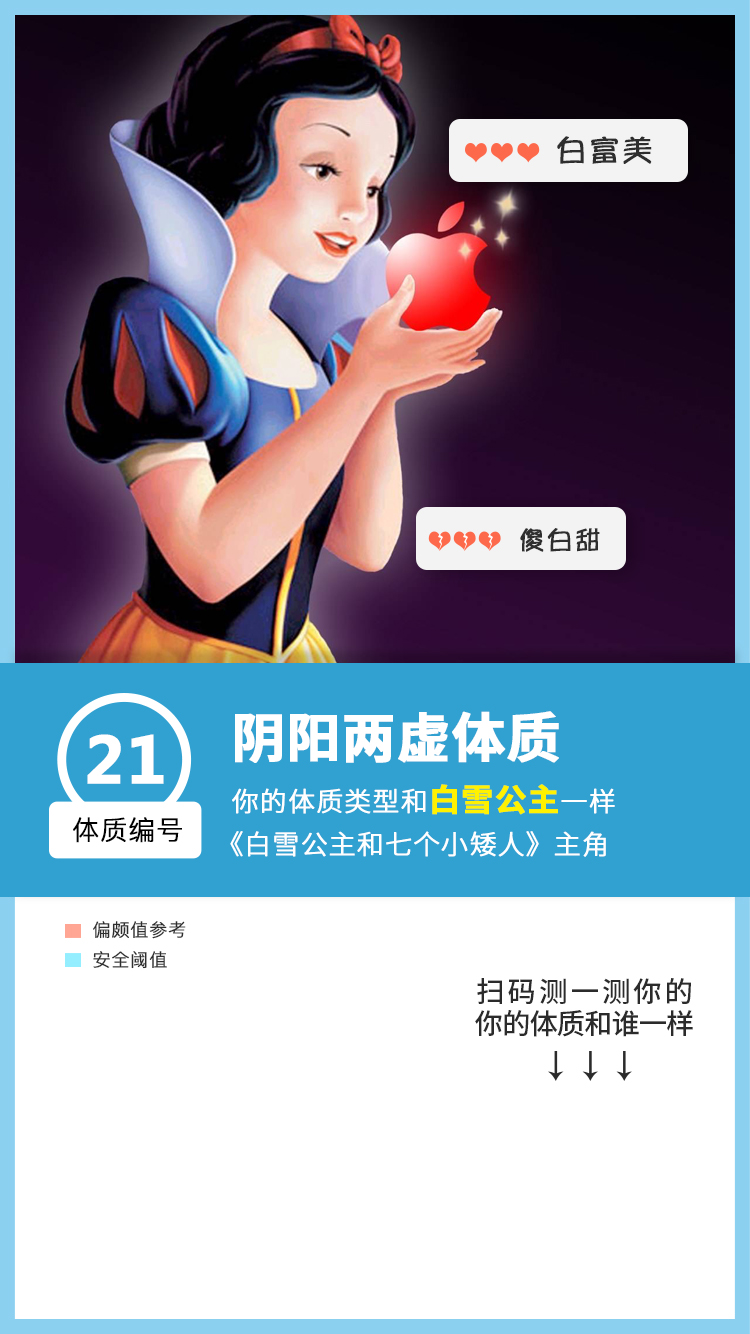 白富美
傻白甜
21
体质编号
阴阳两虚体质
你的体质类型和白雪公主一样
《白雪公主和七个小矮人》主角
偏颇值参考
安全阈值
扫码测一测你的
你的体质和谁一样
↓↓↓